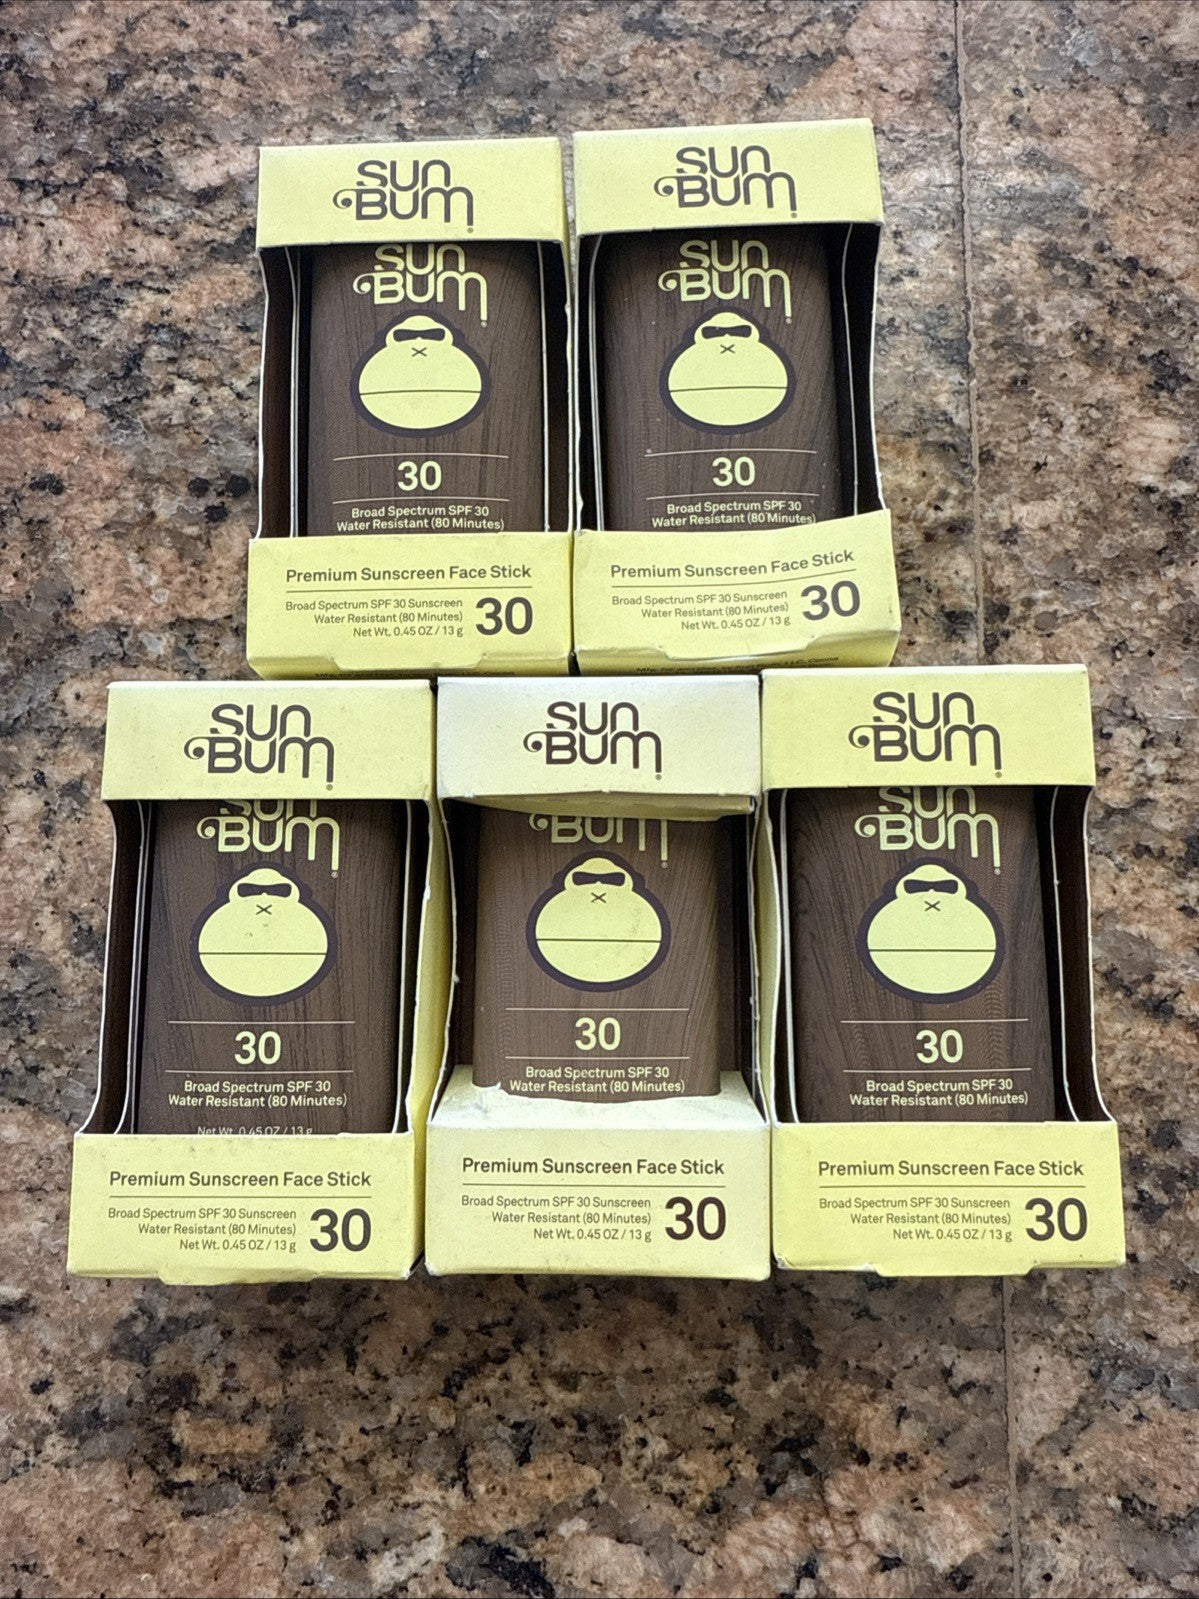 SUN
BUM
SUN
BUM
30
Broad Spectrum SPF 30
Water Resistant (80 Minutes)
Premium Sunscreen Face Stick
Broad Spectrum SPF 30 Sunscreen
Water Resistant (80 Minutes)
Net Wt. 0.45 OZ / 13 g
30
SUN
BUM
SUN
BUM
30
Broad Spectrum SPF 30
Water Resistant (80 Minutes)
Premium Sunscreen Face Stick
Broad Spectrum SPF 30 Sunscreen
Water Resistant (80 Minutes)
Net Wt. 0.45 OZ / 13 g
30
SUN
BUM
SUN
BUM
30
Broad Spectrum SPF 30
Water Resistant (80 Minutes)
Net Wt. 0.45 OZ / 13 g
Premium Sunscreen Face Stick
Broad Spectrum SPF 30 Sunscreen
Water Resistant (80 Minutes)
Net Wt. 0.45 OZ / 13 g
30
SUN
BUM
BUM
30
Broad Spectrum SPF 30
Water Resistant (80 Minutes)
Premium Sunscreen Face Stick
Broad Spectrum SPF 30 Sunscreen
Water Resistant (80 Minutes)
Net Wt. 0.45 OZ / 13 g
30
SUN
BUM
SUN
BUM
30
Broad Spectrum SPF 30
Water Resistant (80 Minutes)
Premium Sunscreen Face Stick
Broad Spectrum SPF 30 Sunscreen
Water Resistant (80 Minutes)
Net Wt. 0.45 OZ / 13 g
30